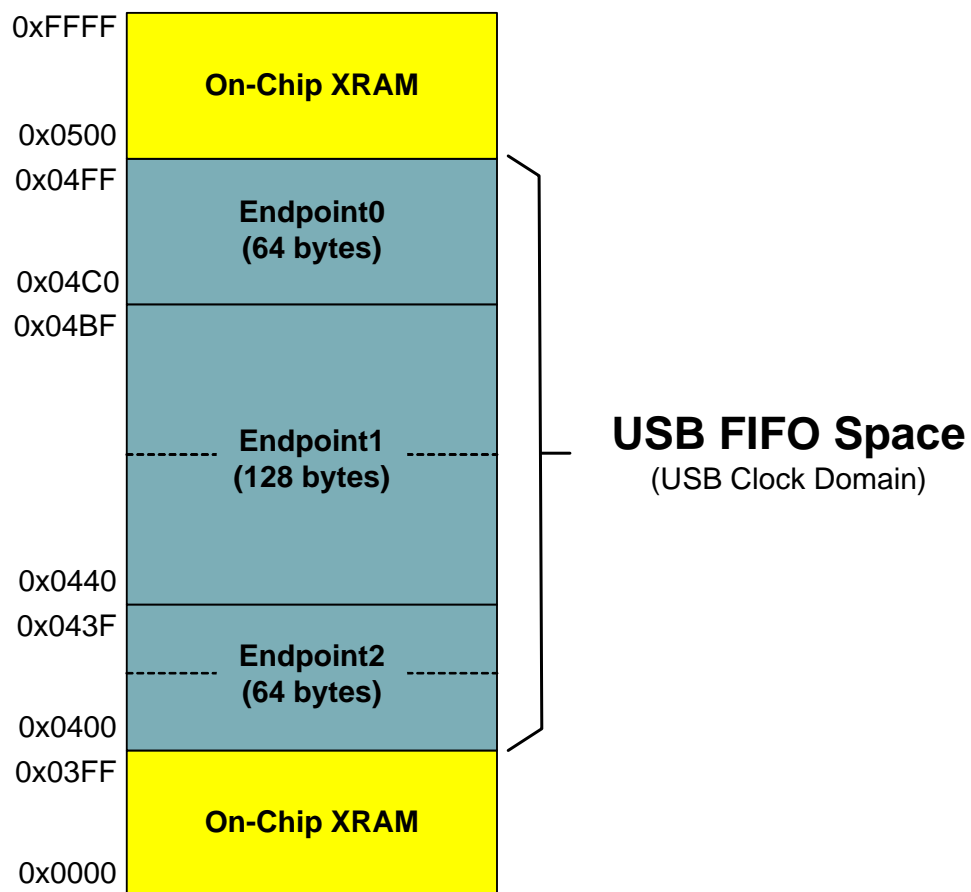 0xFFFF
On-Chip XRAM
0x0500
0x04FF
Endpoint0
(64 bytes)
0x04C0
0x04BF
Endpoint1
(128 bytes)
0x0440
0x043F
Endpoint2
(64 bytes)
0x0400
0x03FF
On-Chip XRAM
0x0000
USB FIFO Space
(USB Clock Domain)